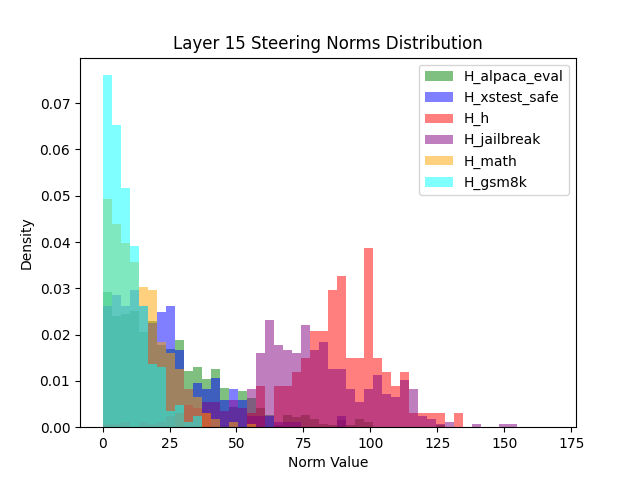 Layer 15 Steering Norms Distribution
H_alpaca_eval
H_xstest_safe
H_h
H_jailbreak
H_math
H_gsm8k
Density
0.07
0.06
0.05
0.04
0.03
0.02
0.01
0.00
0 25 50 75 100 125 150 175
Norm Value